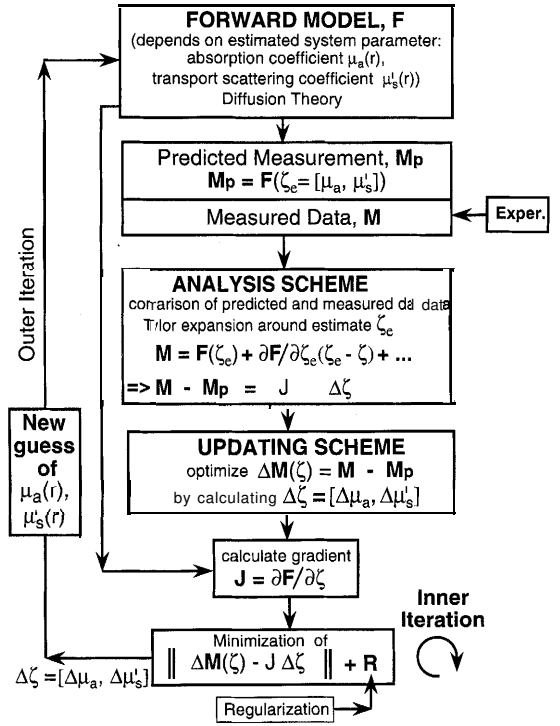 FORWARD MODEL, F
(depends on estimated system parameter:
absorption coefficient μa(r),
transport scattering coefficient μ's(r))
Diffusion Theory
Predicted Measurement, Mp
Mp = F(ζe=[μa, μ's])
Measured Data, M
Exper.
ANALYSIS SCHEME
comparison of predicted and measured dal data
T/lor expansion around estimate ζe
M = F(ζe) + ∂F/∂ζe(ζe - ζ) + ...
=> M - Mp = J Δζ
Outer Iteration
New
guess
of
μa(r),
μ's(r)
UPDATING SCHEME
optimize ΔM(ζ) = M - Mp
by calculating Δζ =[Δμa, Δμ's]
calculate gradient
J = ∂F/∂ζ
Inner
Iteration
Minimization of
‖ ΔM(ζ) - J Δζ ‖ + R
Δζ =[Δμa, Δμ's]
Regularization